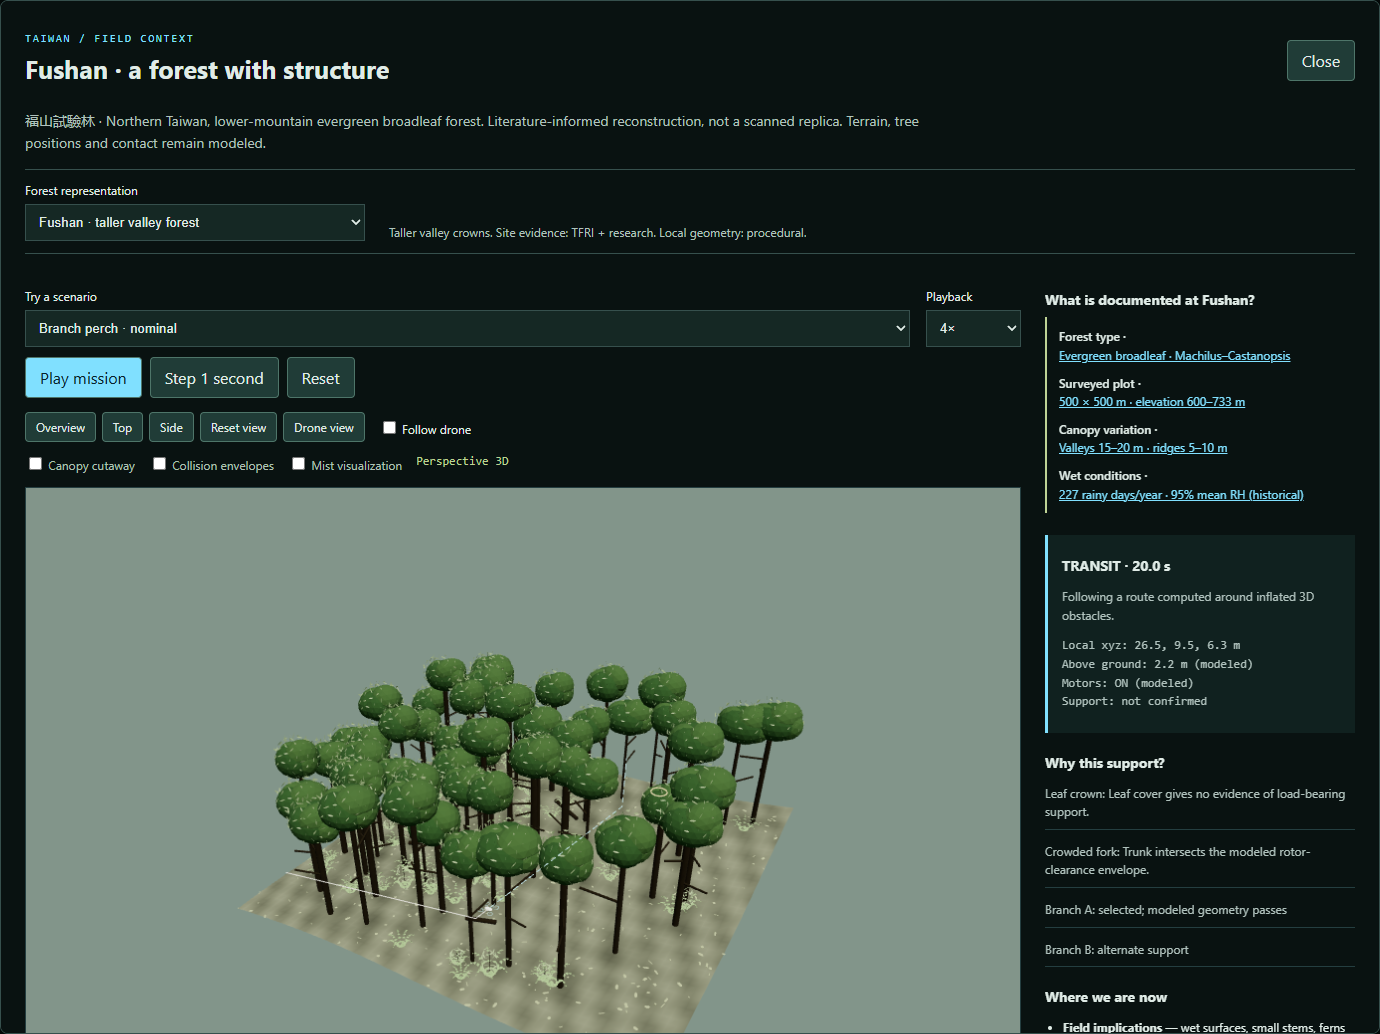 TAIWAN / FIELD CONTEXT
Fushan · a forest with structure
Close
福山試驗林 · Northern Taiwan, lower-mountain evergreen broadleaf forest. Literature-informed reconstruction, not a scanned replica. Terrain, tree
positions and contact remain modeled.
Forest representation
Fushan · taller valley forest
Taller valley crowns. Site evidence: TFRI + research. Local geometry: procedural.
Try a scenario
Playback
Branch perch · nominal
4×
Play mission
Step 1 second
Reset
Overview
Top
Side
Reset view
Drone view
Follow drone
Canopy cutaway
Collision envelopes
Mist visualization
Perspective 3D
What is documented at Fushan?
Forest type ·
Evergreen broadleaf · Machilus–Castanopsis
Surveyed plot ·
500 × 500 m · elevation 600–733 m
Canopy variation ·
Valleys 15–20 m · ridges 5–10 m
Wet conditions ·
227 rainy days/year · 95% mean RH (historical)
TRANSIT · 20.0 s
Following a route computed around inflated 3D
obstacles.
Local xyz: 26.5, 9.5, 6.3 m
Above ground: 2.2 m (modeled)
Motors: ON (modeled)
Support: not confirmed
Why this support?
Leaf crown: Leaf cover gives no evidence of load-bearing
support.
Crowded fork: Trunk intersects the modeled rotor-
clearance envelope.
Branch A: selected; modeled geometry passes
Branch B: alternate support
Where we are now
• Field implications — wet surfaces, small stems, ferns